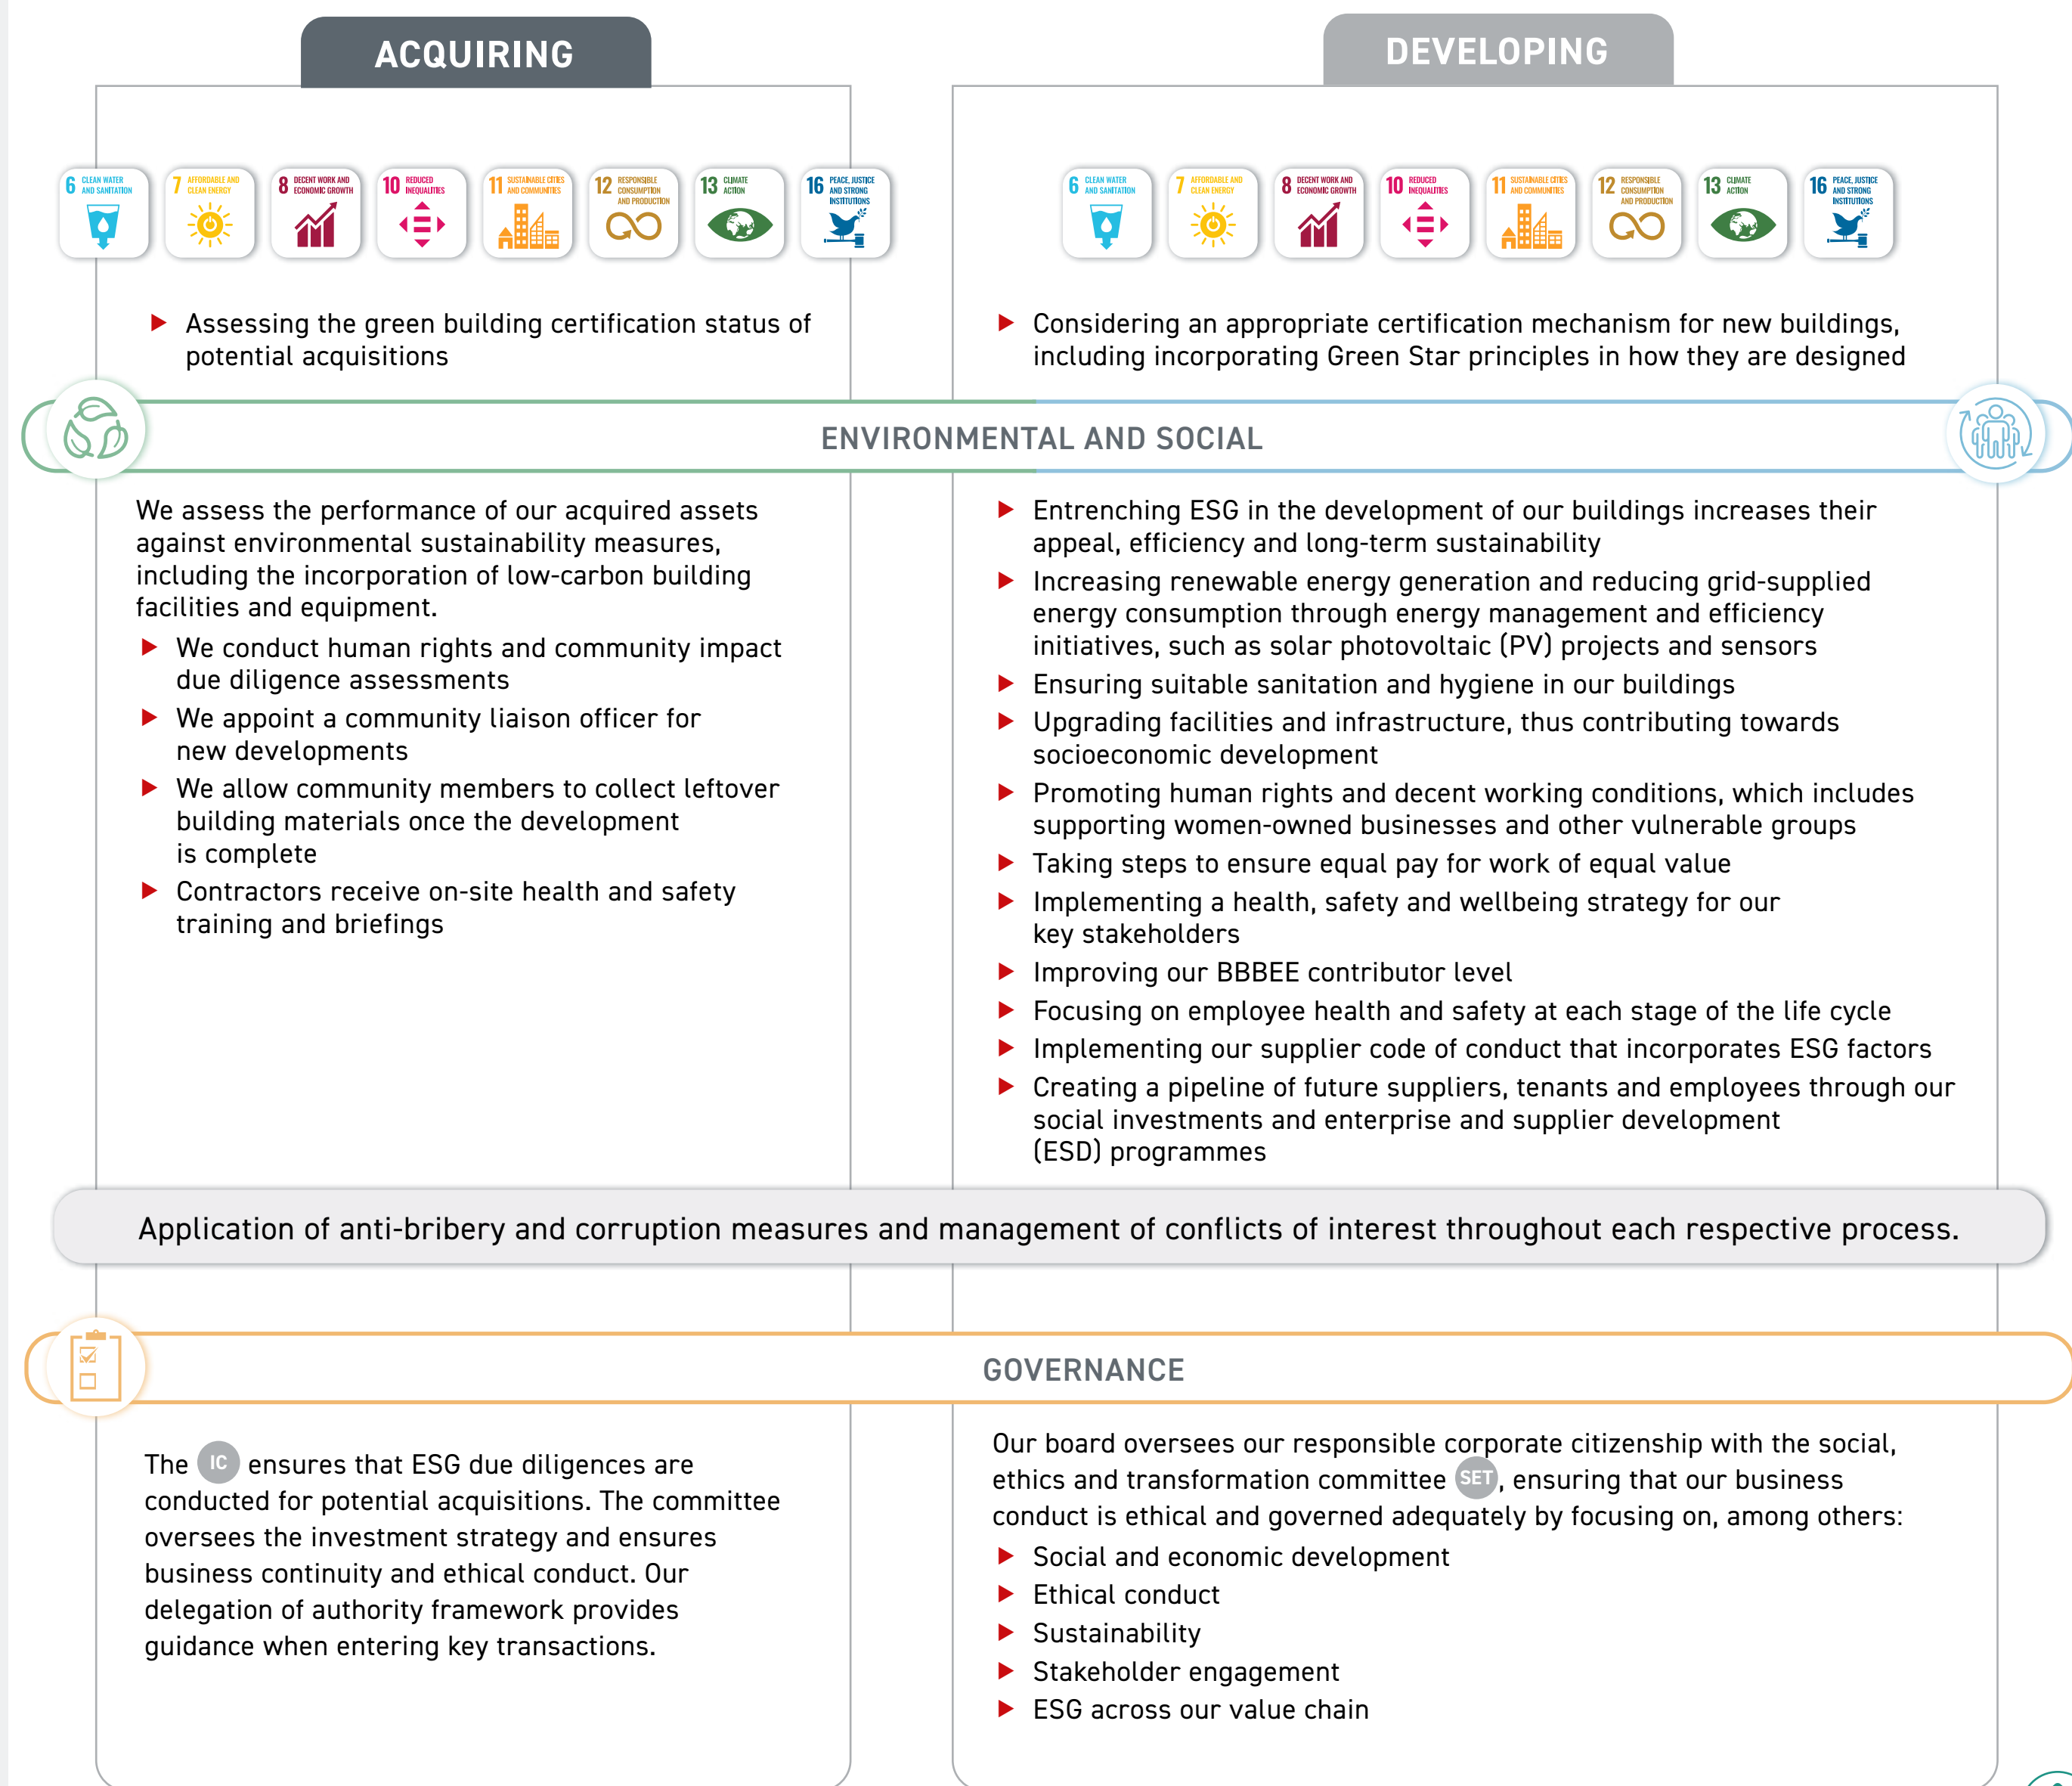 ACQUIRING
6 CLEAN WATER
AND SANITATION
7 AFFORDABLE AND
CLEAN ENERGY
8 DECENT WORK AND
ECONOMIC GROWTH
10 REDUCED
INEQUALITIES
11 SUSTAINABLE CITIES
AND COMMUNITIES
12 RESPONSIBLE
CONSUMPTION
AND PRODUCTION
13 CLIMATE
ACTION
16 PEACE, JUSTICE
AND STRONG
INSTITUTIONS
Assessing the green building certification status of
potential acquisitions
DEVELOPING
6 CLEAN WATER
AND SANITATION
7 AFFORDABLE AND
CLEAN ENERGY
8 DECENT WORK AND
ECONOMIC GROWTH
10 REDUCED
INEQUALITIES
11 SUSTAINABLE CITIES
AND COMMUNITIES
12 RESPONSIBLE
CONSUMPTION
AND PRODUCTION
13 CLIMATE
ACTION
16 PEACE, JUSTICE
AND STRONG
INSTITUTIONS
Considering an appropriate certification mechanism for new buildings,
including incorporating Green Star principles in how they are designed
ENVIRONMENTAL AND SOCIAL
We assess the performance of our acquired assets
against environmental sustainability measures,
including the incorporation of low-carbon building
facilities and equipment.
We conduct human rights and community impact
due diligence assessments
We appoint a community liaison officer for
new developments
We allow community members to collect leftover
building materials once the development
is complete
Contractors receive on-site health and safety
training and briefings
Entrenching ESG in the development of our buildings increases their
appeal, efficiency and long-term sustainability
Increasing renewable energy generation and reducing grid-supplied
energy consumption through energy management and efficiency
initiatives, such as solar photovoltaic (PV) projects and sensors
Ensuring suitable sanitation and hygiene in our buildings
Upgrading facilities and infrastructure, thus contributing towards
socioeconomic development
Promoting human rights and decent working conditions, which includes
supporting women-owned businesses and other vulnerable groups
Taking steps to ensure equal pay for work of equal value
Implementing a health, safety and wellbeing strategy for our
key stakeholders
Improving our BBBEE contributor level
Focusing on employee health and safety at each stage of the life cycle
Implementing our supplier code of conduct that incorporates ESG factors
Creating a pipeline of future suppliers, tenants and employees through our
social investments and enterprise and supplier development
(ESD) programmes
Application of anti-bribery and corruption measures and management of conflicts of interest throughout each respective process.
GOVERNANCE
The IC ensures that ESG due diligences are
conducted for potential acquisitions. The committee
oversees the investment strategy and ensures
business continuity and ethical conduct. Our
delegation of authority framework provides
guidance when entering key transactions.
Our board oversees our responsible corporate citizenship with the social,
ethics and transformation committee SET, ensuring that our business
conduct is ethical and governed adequately by focusing on, among others:
Social and economic development
Ethical conduct
Sustainability
Stakeholder engagement
ESG across our value chain